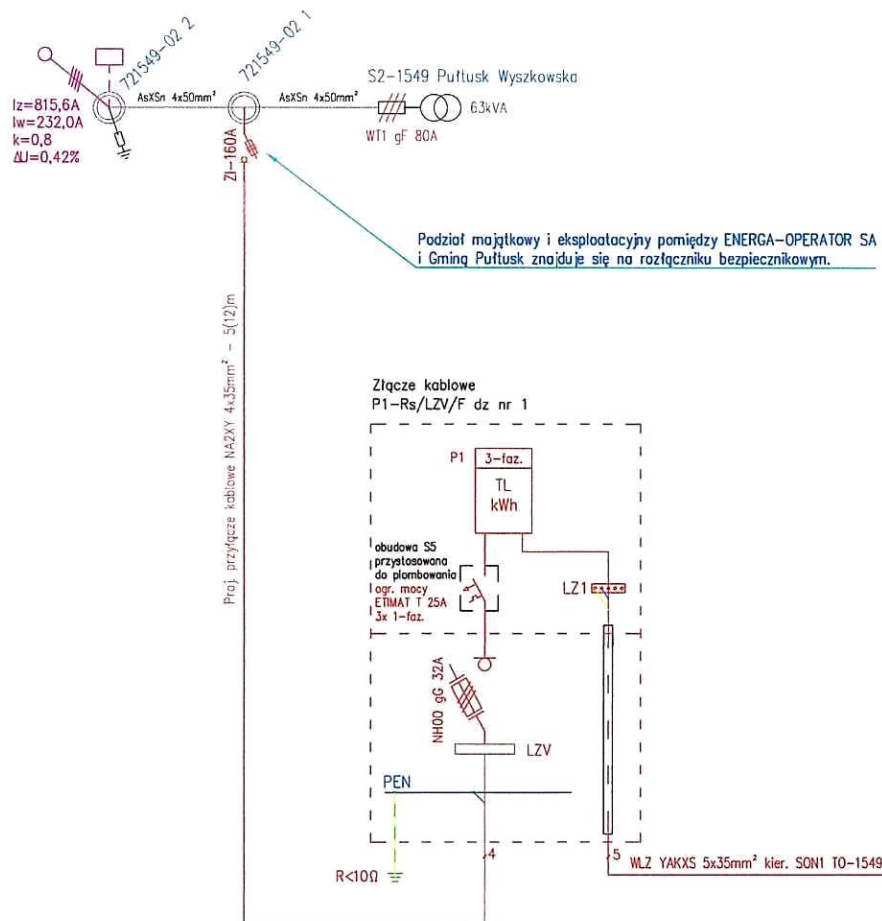 721549-02 2
721549-02 1
S2-1549 Pułtusk Wyszkowska
AsXSn 4x50mm²
AsXSn 4x50mm²
63kVA
WT1 gF 80A
Iz=815,6A
Iw=232,0A
k=0,8
ΔU=0,42%
ZI-160A
Podział majątkowy i eksploatacyjny pomiędzy ENERGA-OPERATOR SA
i Gminą Pułtusk znajduje się na rozłączniku bezpiecznikowym.
Proj. przyłącze kablowe NA2XY 4x35mm² - 5(12)m
Złącze kablowe
P1-Rs/LZV/F dz nr 1
P1
3-faz.
TL
kWh
obudowa S5
przystosowana
do plombowania
ogr. mocy
ETIMAT T 25A
3x 1-faz.
LZ1
NH00 gG 32A
LZV
PEN
4
5
WLZ YAKXS 5x35mm² kier. SON1 TO-1549
R<10Ω